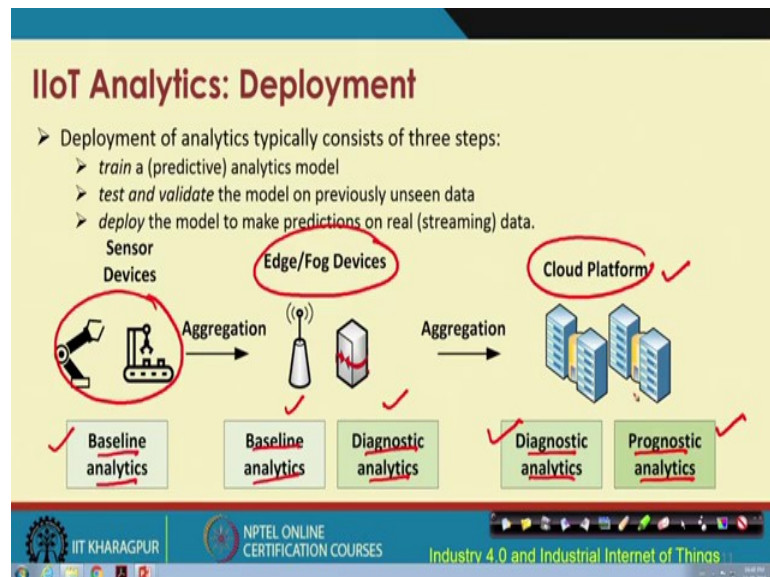 IIoT Analytics: Deployment
➤ Deployment of analytics typically consists of three steps:
➤ train a (predictive) analytics model
➤ test and validate the model on previously unseen data
➤ deploy the model to make predictions on real (streaming) data.
Sensor
Devices
Edge/Fog Devices
Cloud Platform
Aggregation
Aggregation
Baseline
analytics
Baseline
analytics
Diagnostic
analytics
Diagnostic
analytics
Prognostic
analytics
IIT KHARAGPUR
NPTEL ONLINE
CERTIFICATION COURSES
Industry 4.0 and Industrial Internet of Things